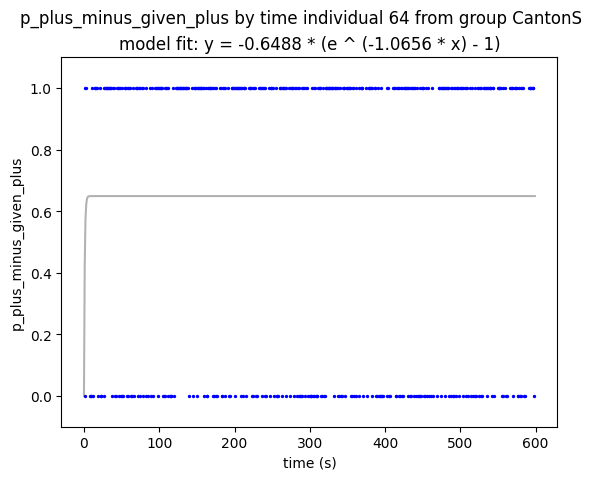 p_plus_minus_given_plus by time individual 64 from group CantonS
model fit: y = -0.6488 * (e ^ (-1.0656 * x) - 1)
1.0
0.8
0.6
0.4
0.2
0.0
p_plus_minus_given_plus
0 100 200 300 400 500 600
time (s)